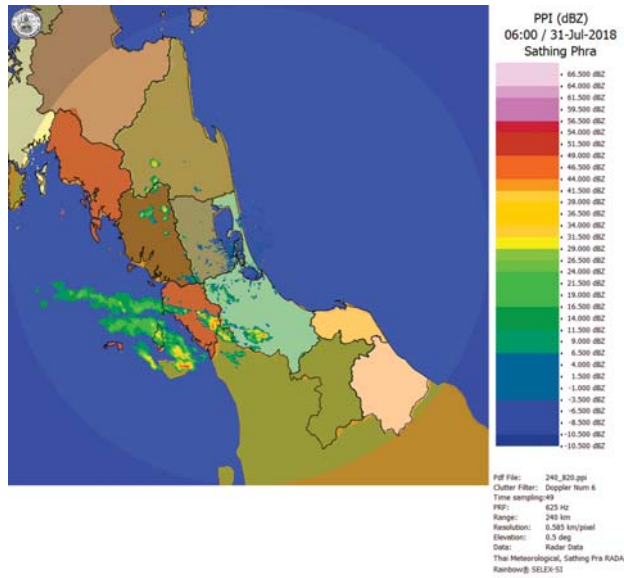 PPI (dBZ)
06:00 / 31-Jul-2018
Sathing Phra
66.500 dBZ
64.000 dBZ
61.500 dBZ
59.500 dBZ
56.500 dBZ
54.000 dBZ
51.500 dBZ
49.000 dBZ
46.500 dBZ
44.000 dBZ
41.500 dBZ
39.000 dBZ
36.500 dBZ
34.000 dBZ
31.500 dBZ
29.000 dBZ
26.500 dBZ
24.000 dBZ
21.500 dBZ
19.000 dBZ
16.500 dBZ
14.000 dBZ
11.500 dBZ
9.000 dBZ
6.500 dBZ
4.000 dBZ
1.500 dBZ
-1.000 dBZ
-3.500 dBZ
-6.500 dBZ
-8.500 dBZ
-10.500 dBZ
-10.500 dBZ
Pdf File: 240_820.ppi
Clutter Filter: Doppler Num 6
Time sampling:49
PRF: 625 Hz
Range: 240 km
Resolution: 0.585 km/pixel
Elevation: 0.5 deg
Data: Radar Data
Thai Meteorological, Sathing Pra RADA
Rainbow® SELEX-SI